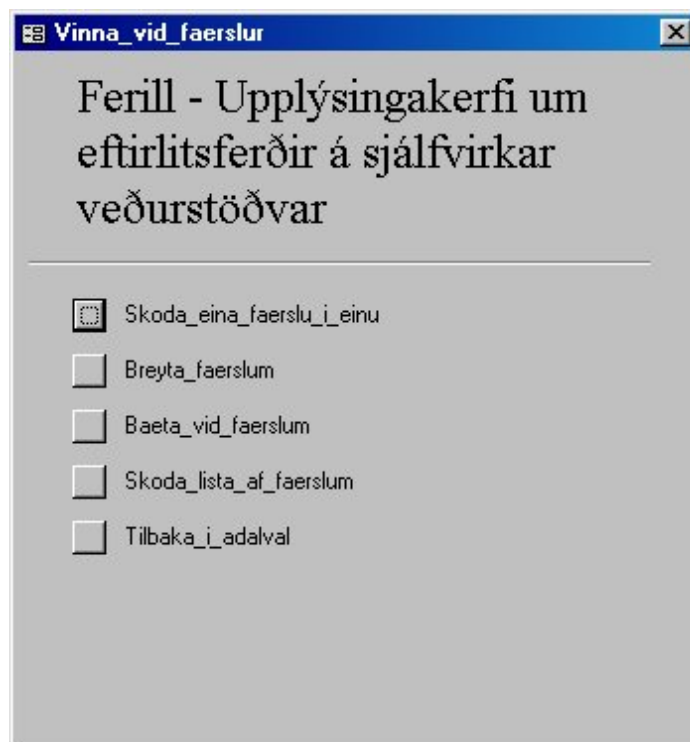 Vinna_vid_faerslur
Ferill - Upplýsingakerfi um
eftirlitsferðir á sjálfvirkar
veðurstöðvar
Skoda_eina_faerslu_i_einu
Breyta_faerslum
Baeta_vid_faerslum
Skoda_lista_af_faerslum
Tilbaka_i_adalval